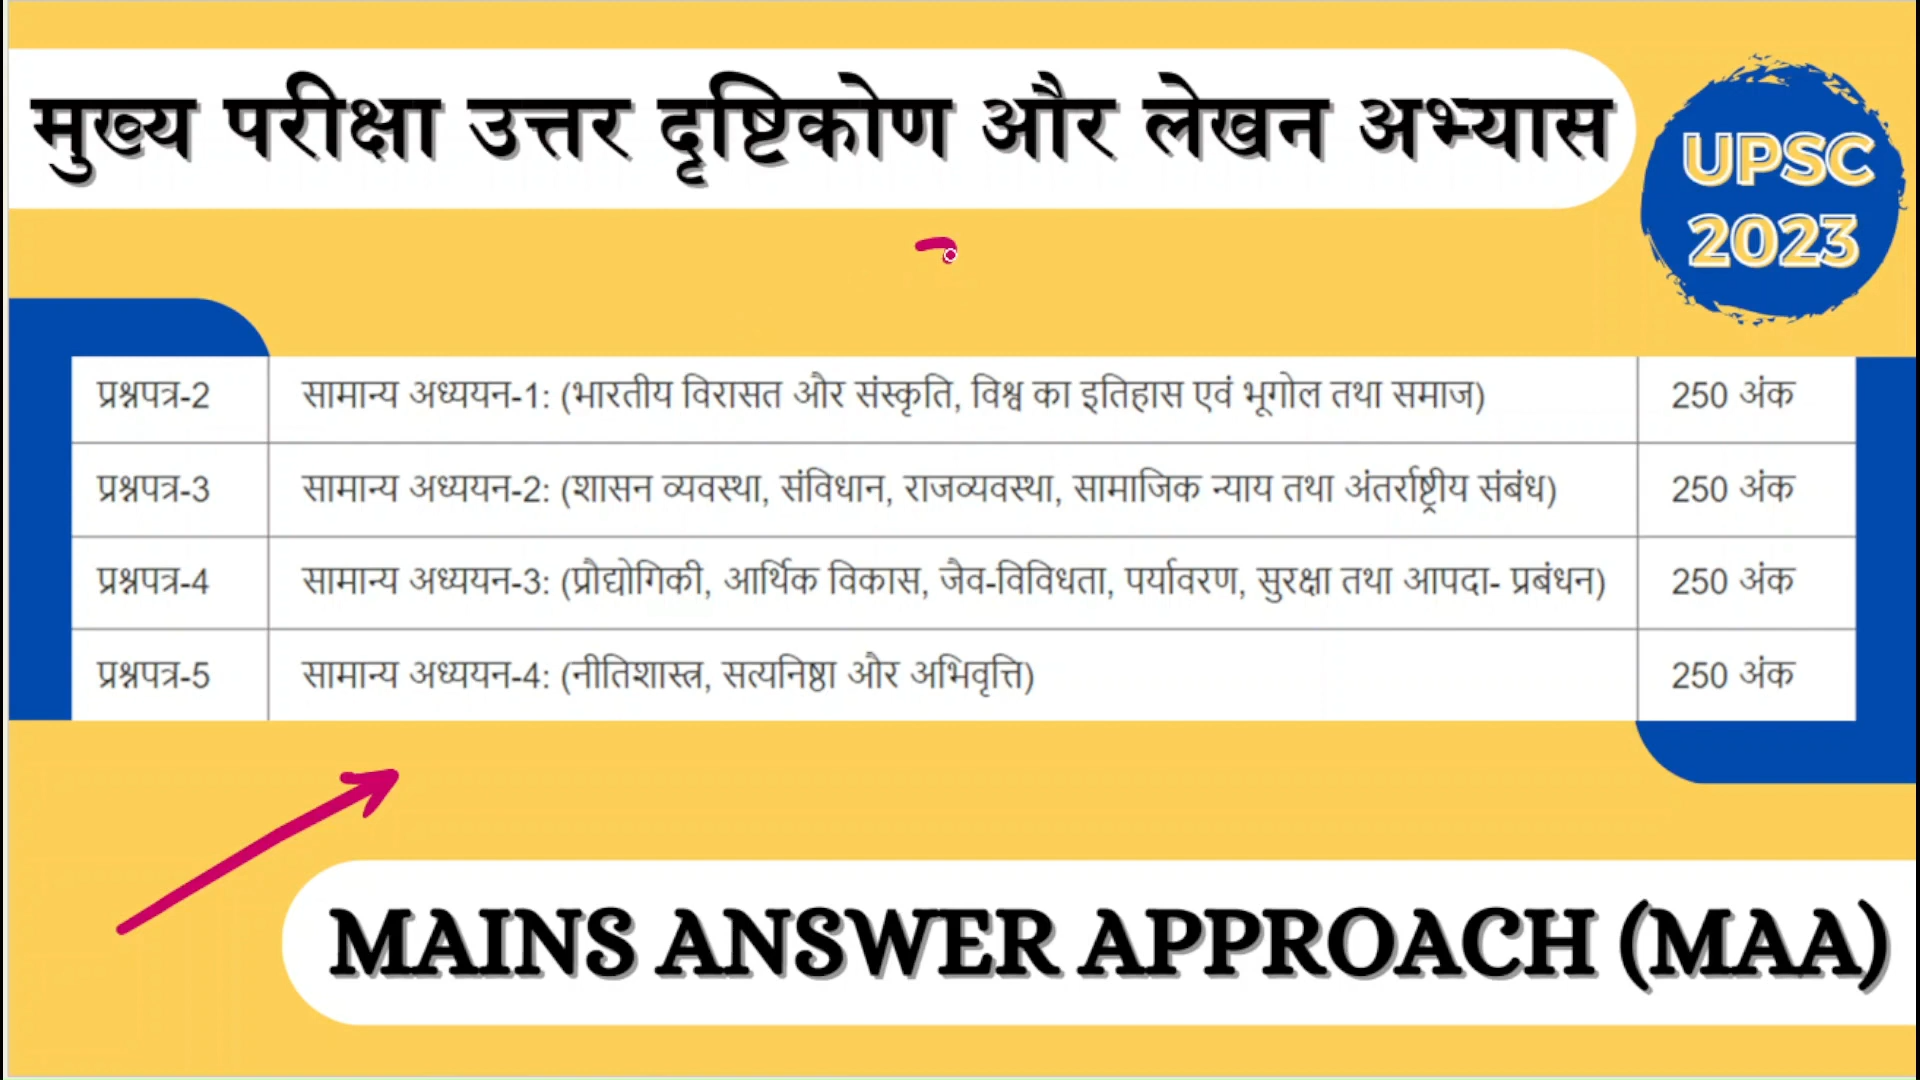 मुख्य परीक्षा उत्तर दृष्टिकोण और लेखन अभ्यास
UPSC
2023
प्रश्नपत्र-2 सामान्य अध्ययन-1: (भारतीय विरासत और संस्कृति, विश्व का इतिहास एवं भूगोल तथा समाज) 250 अंक
प्रश्नपत्र-3 सामान्य अध्ययन-2: (शासन व्यवस्था, संविधान, राजव्यवस्था, सामाजिक न्याय तथा अंतर्राष्ट्रीय संबंध) 250 अंक
प्रश्नपत्र-4 सामान्य अध्ययन-3: (प्रौद्योगिकी, आर्थिक विकास, जैव-विविधता, पर्यावरण, सुरक्षा तथा आपदा- प्रबंधन) 250 अंक
प्रश्नपत्र-5 सामान्य अध्ययन-4: (नीतिशास्त्र, सत्यनिष्ठा और अभिवृत्ति) 250 अंक
MAINS ANSWER APPROACH (MAA)